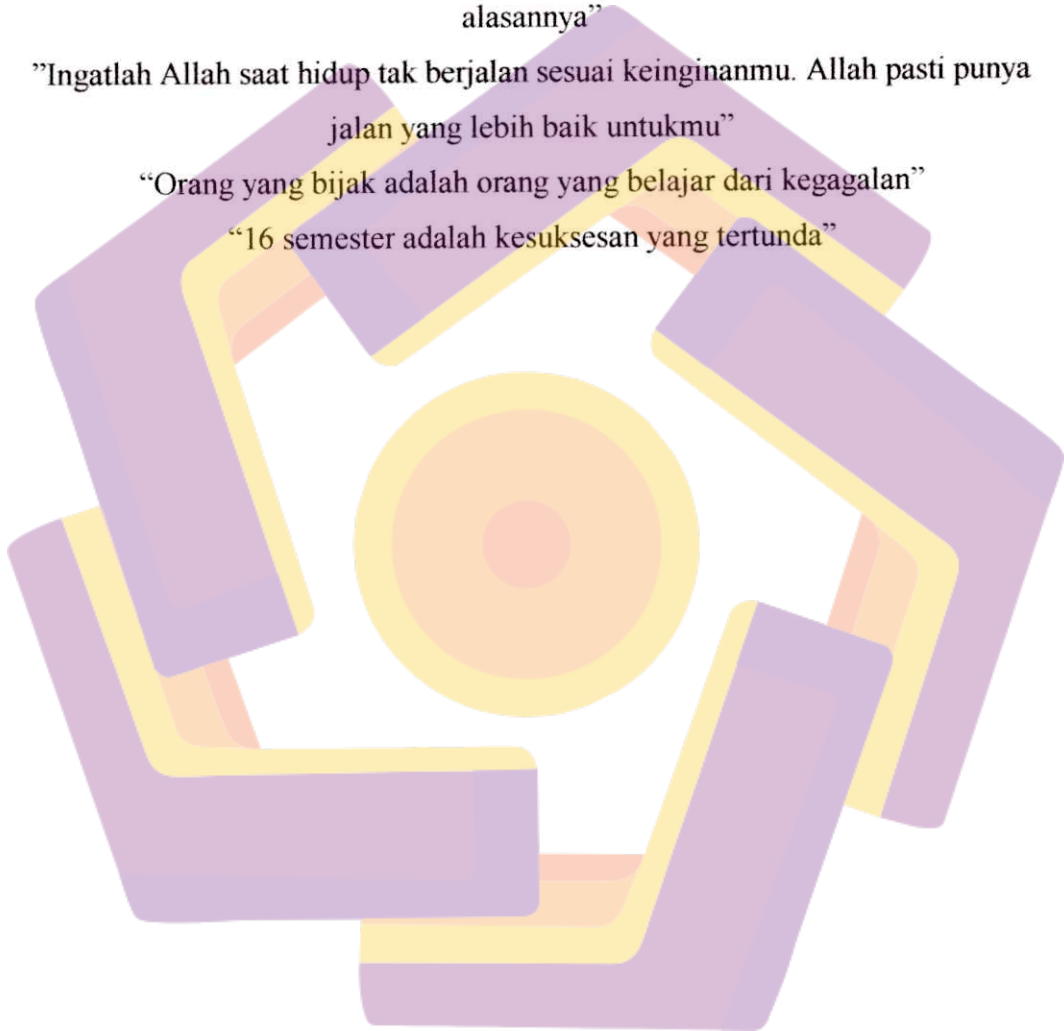 alasannya”
”Ingatlah Allah saat hidup tak berjalan sesuai keinginanmu. Allah pasti punya
jalan yang lebih baik untukmu”
“Orang yang bijak adalah orang yang belajar dari kegagalan”
“16 semester adalah kesuksesan yang tertunda”